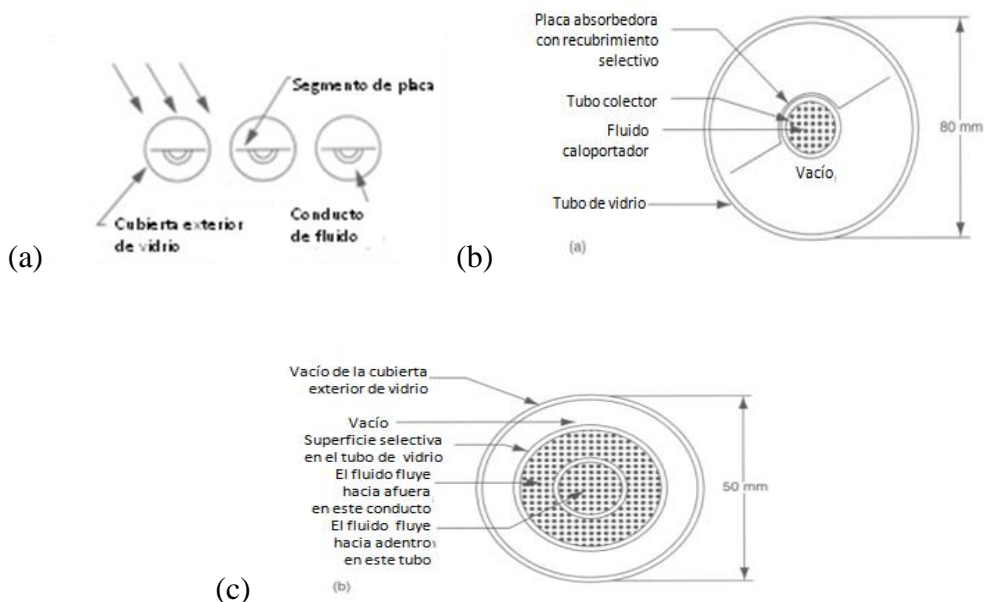 Segmento de placa
Cubierta exterior
de vidrio
Conducto
de fluido
(a)
Placa absorbedora
con recubrimiento
selectivo
Tubo colector
Fluido
caloportador
Vacío
Tubo de vidrio
80 mm
(a)
(b)
Vacío de la cubierta
exterior de vidrio
Vacío
Superficie selectiva
en el tubo de vidrio
El fluido fluye
hacia afuera
en este conducto
El fluido fluye
hacia adentro
en este tubo
50 mm
(b)
(c)